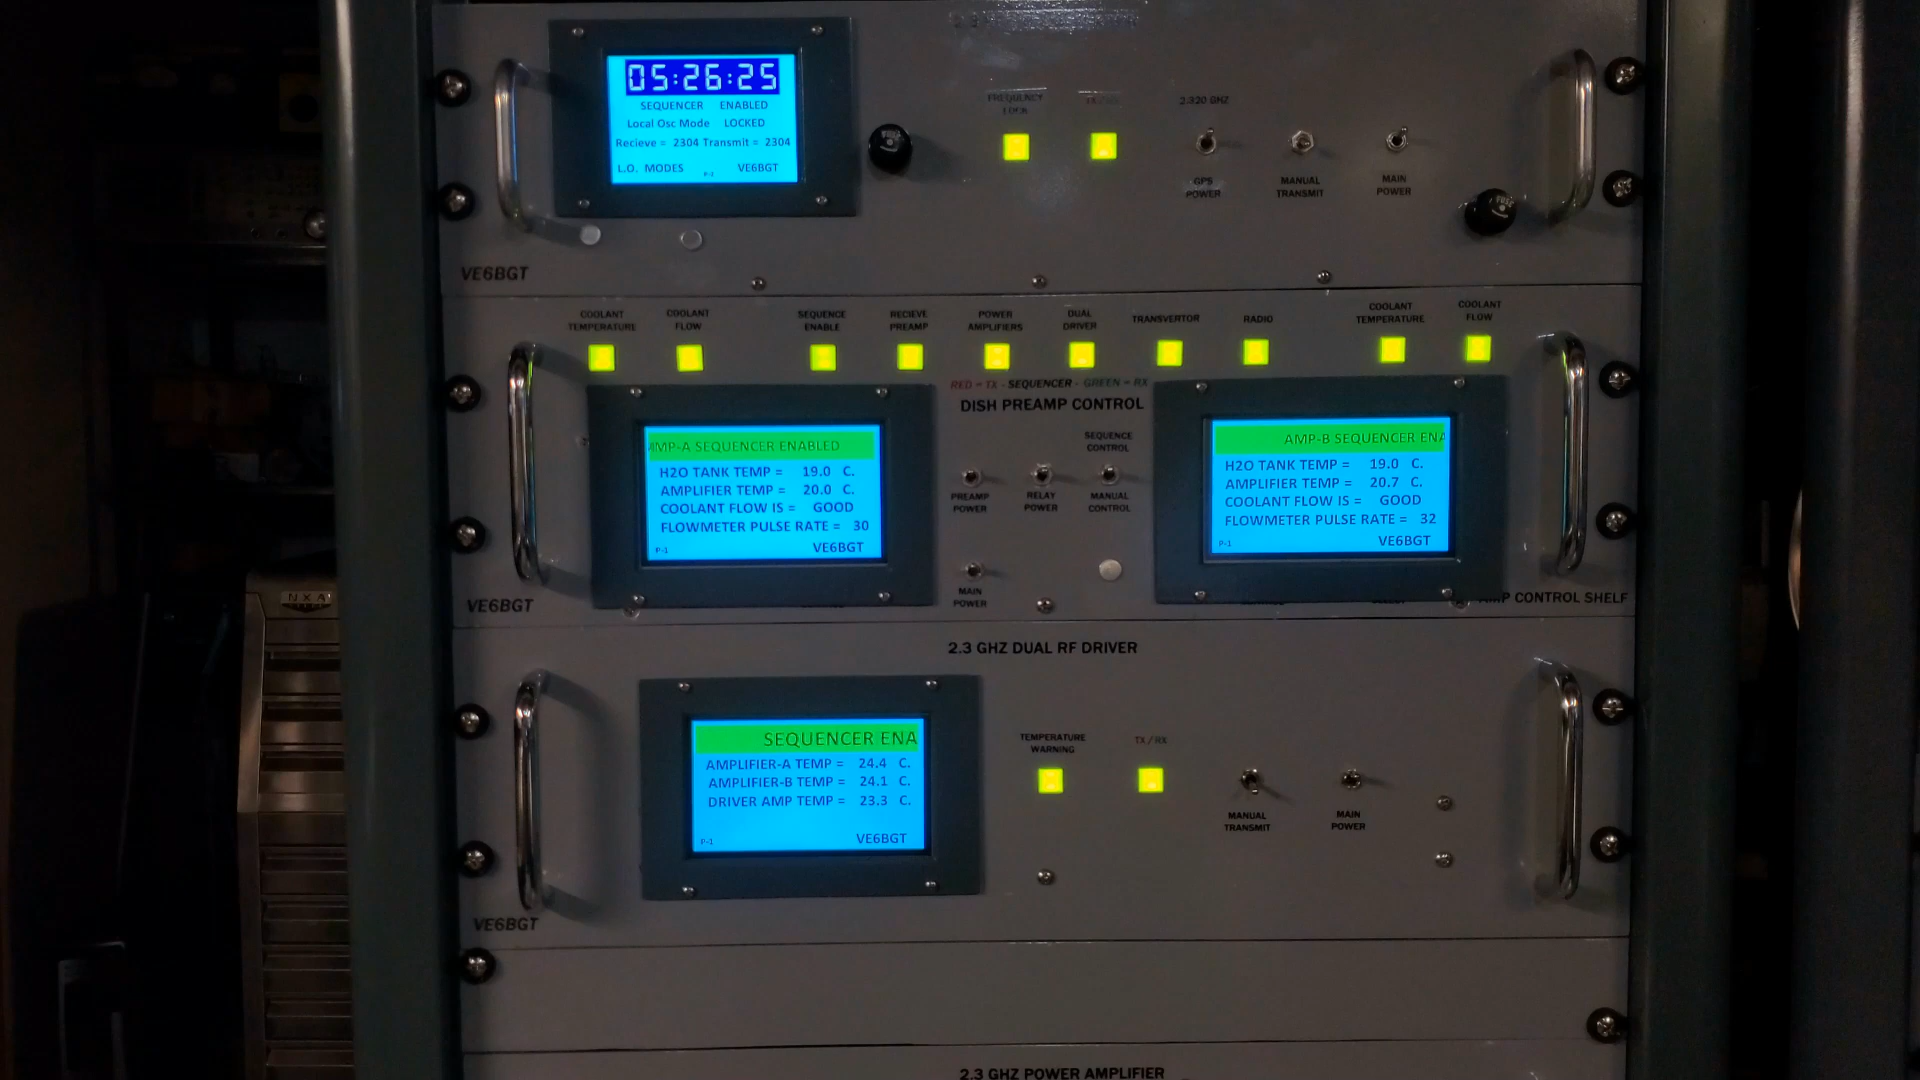 05:26:25
SEQUENCER ENABLED
Local Osc Mode LOCKED
Recieve = 2304 Transmit = 2304
L.O. MODES P-2 VE6BGT
FREQUENCY
LOCK
2.320 GHZ
GPS
POWER
MANUAL
TRANSMIT
MAIN
POWER
FUSE
VE6BGT
COOLANT
TEMPERATURE
COOLANT
FLOW
SEQUENCE
ENABLE
RECIEVE
PREAMP
POWER
AMPLIFIERS
DUAL
DRIVER
TRANSVERTOR
RADIO
COOLANT
TEMPERATURE
COOLANT
FLOW
RED = TX - SEQUENCER - GREEN = RX
DISH PREAMP CONTROL
AMP-A SEQUENCER ENABLED
H2O TANK TEMP = 19.0 C.
AMPLIFIER TEMP = 20.0 C.
COOLANT FLOW IS = GOOD
FLOWMETER PULSE RATE = 30
P-1 VE6BGT
SEQUENCE
CONTROL
PREAMP
POWER
RELAY
POWER
MANUAL
CONTROL
MAIN
POWER
AMP-B SEQUENCER ENA
H2O TANK TEMP = 19.0 C.
AMPLIFIER TEMP = 20.7 C.
COOLANT FLOW IS = GOOD
FLOWMETER PULSE RATE = 32
P-1 VE6BGT
VE6BGT
AMP CONTROL SHELF
NXA
2.3 GHZ DUAL RF DRIVER
SEQUENCER ENA
AMPLIFIER-A TEMP = 24.4 C.
AMPLIFIER-B TEMP = 24.1 C.
DRIVER AMP TEMP = 23.3 C.
P-1 VE6BGT
TEMPERATURE
WARNING
TX/RX
MANUAL
TRANSMIT
MAIN
POWER
VE6BGT
2.3 GHZ POWER AMPLIFIER